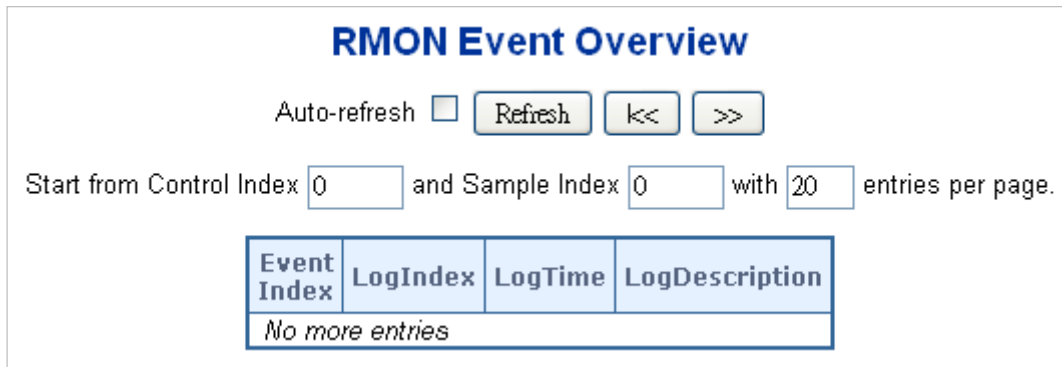 RMON Event Overview
Auto-refresh Refresh |<< >>
Start from Control Index 0 and Sample Index 0 with 20 entries per page.
Event Index LogIndex LogTime LogDescription
No more entries